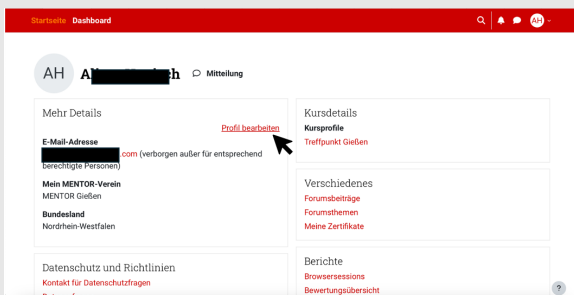 Startseite Dashboard
AH
AH
Mitteilung
Mehr Details
Profil bearbeiten
E-Mail-Adresse
.com (verborgen außer für entsprechend
berechtigte Personen)
Mein MENTOR-Verein
MENTOR Gießen
Bundesland
Nordrhein-Westfalen
Datenschutz und Richtlinien
Kontakt für Datenschutzfragen
Kursdetails
Kursprofile
Treffpunkt Gießen
Verschiedenes
Forumsbeiträge
Forumsthemen
Meine Zertifikate
Berichte
Browsersessions
Bewertungsübersicht
?